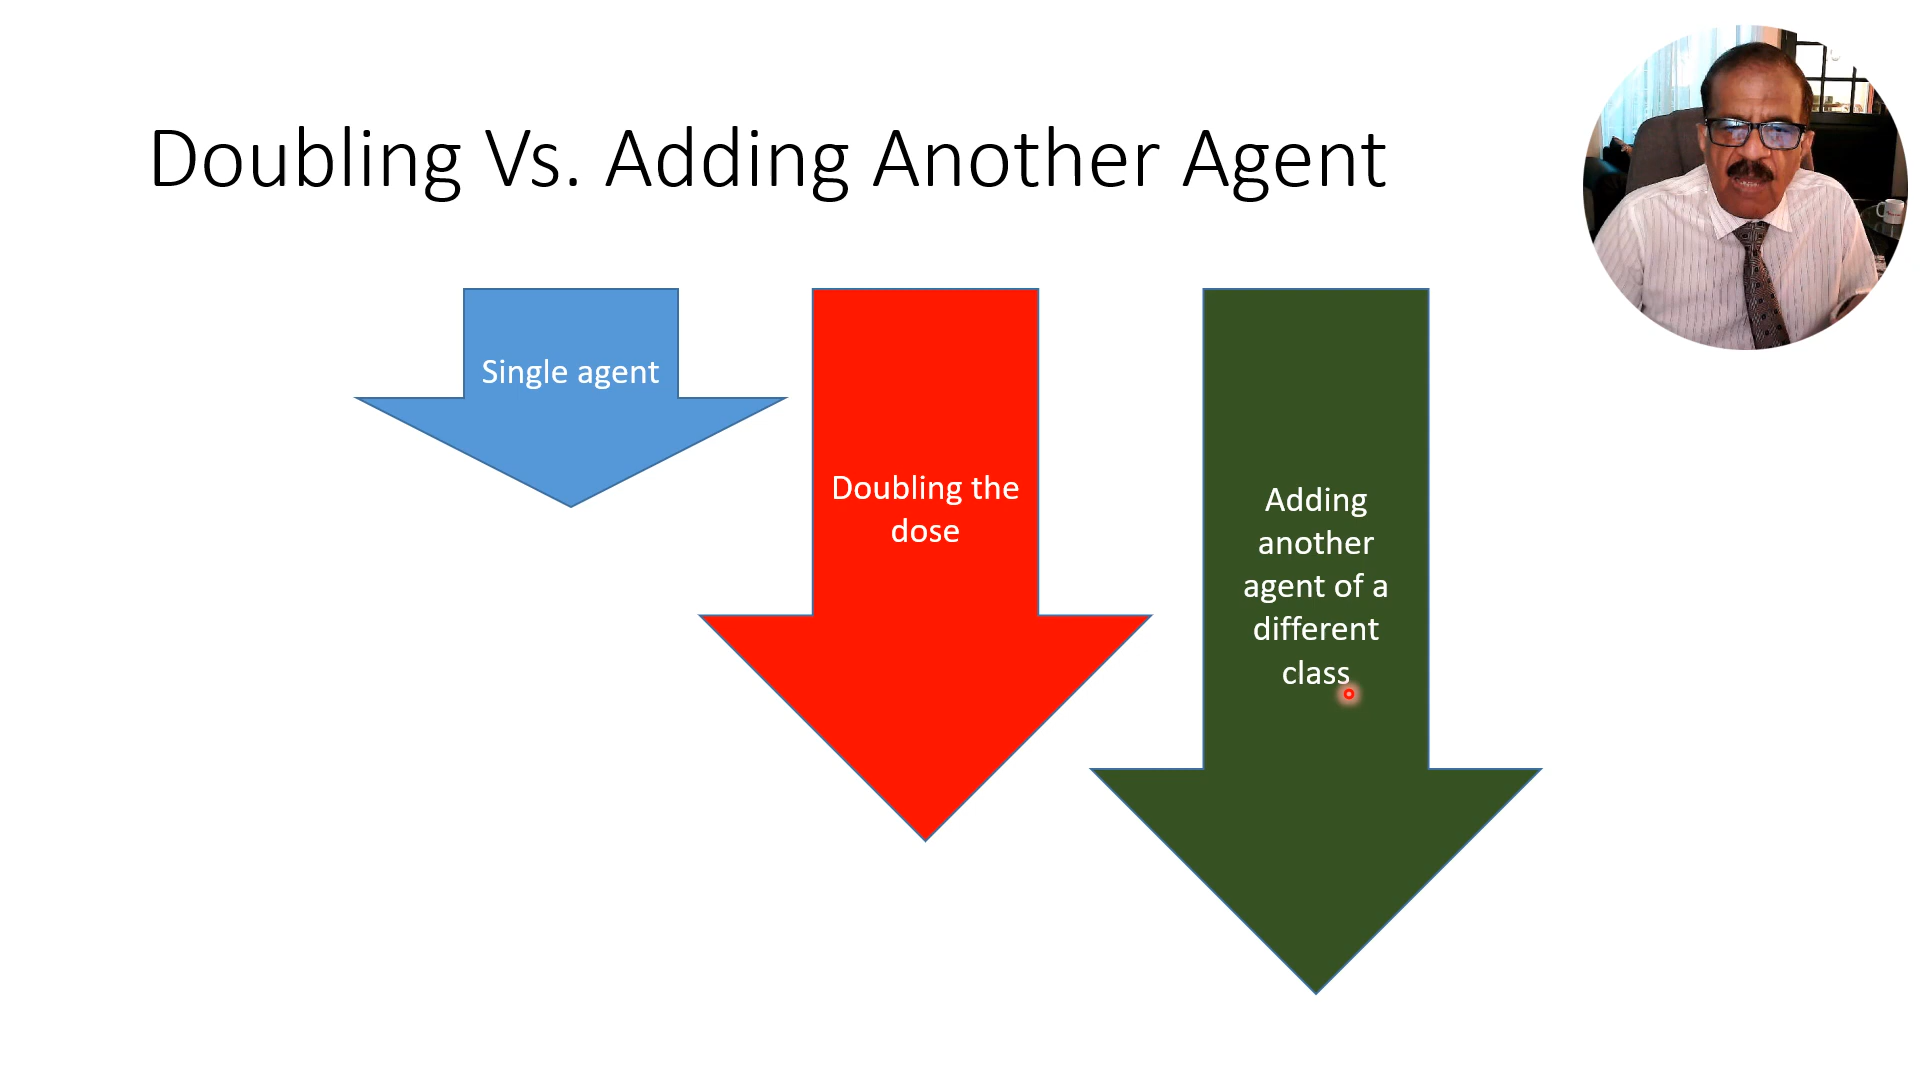 Doubling Vs. Adding Another Agent
Single agent
Doubling the
dose
Adding
another
agent of a
different
class